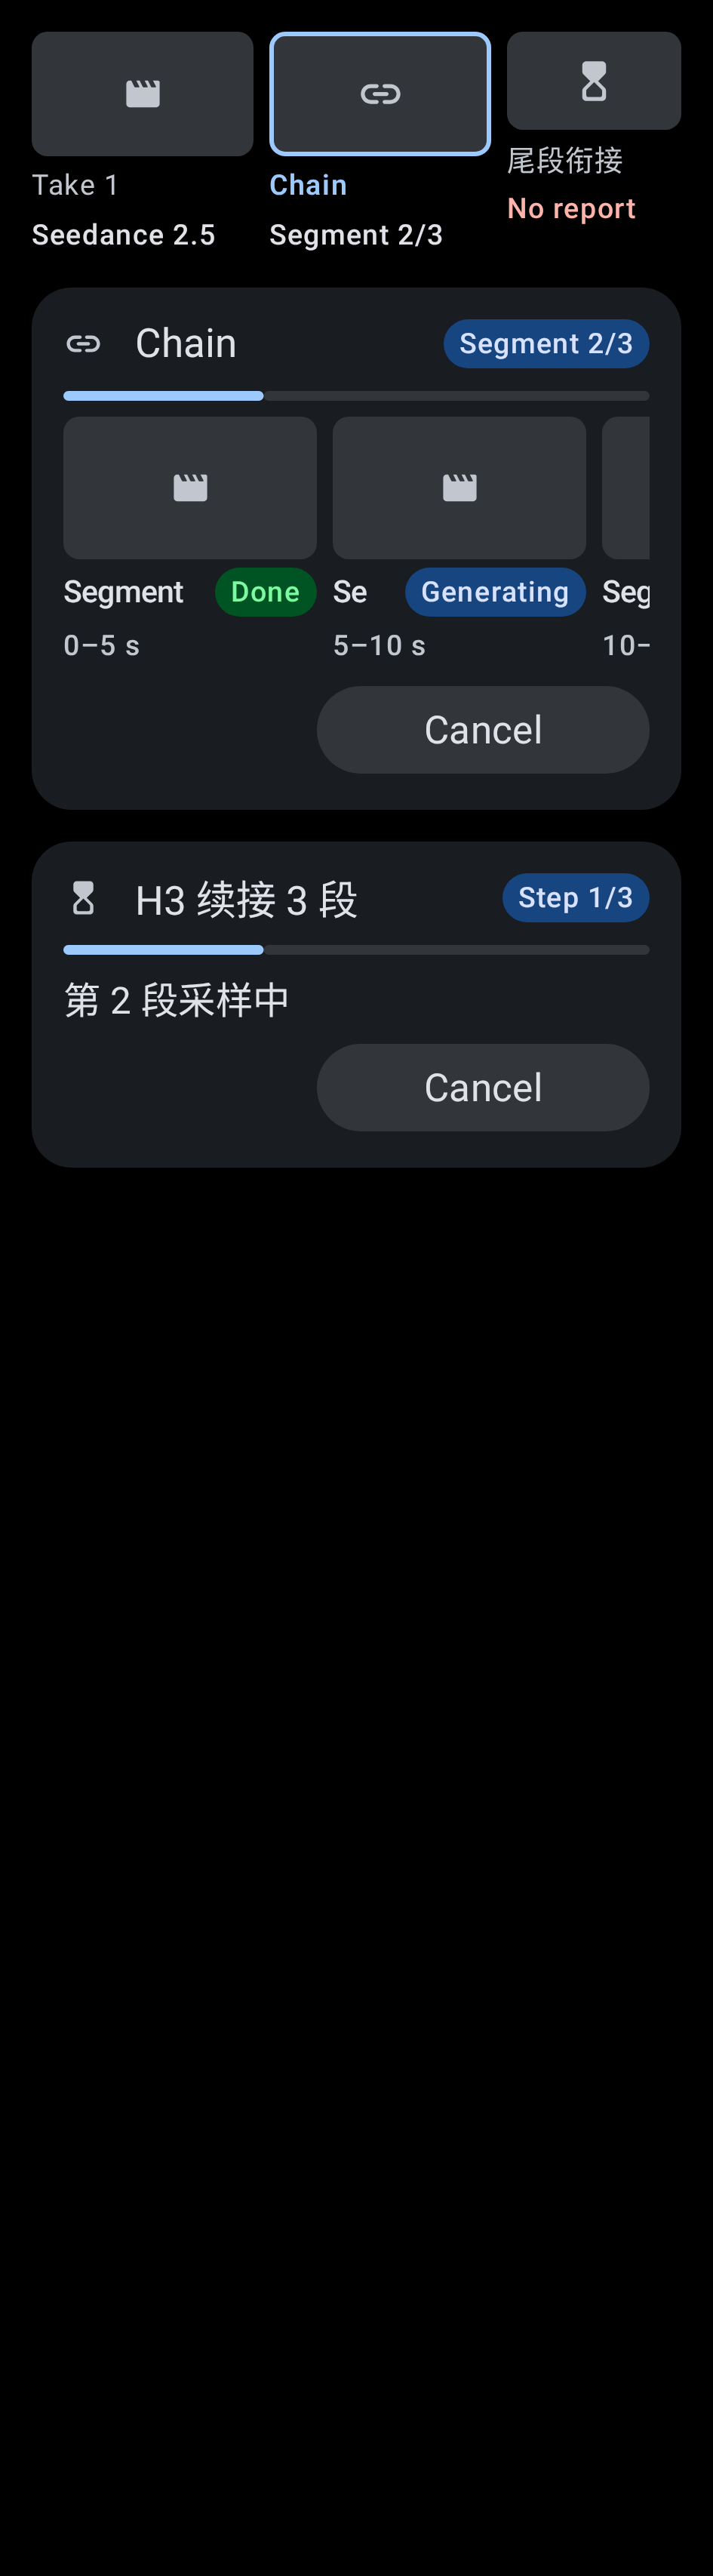 Take 1
Seedance 2.5
Chain
Segment 2/3
尾段衔接
No report
Chain
Segment 2/3
Segment
Done
0–5 s
Se
Generating
5–10 s
Seg
10–
Cancel
H3 续接 3 段
Step 1/3
第 2 段采样中
Cancel